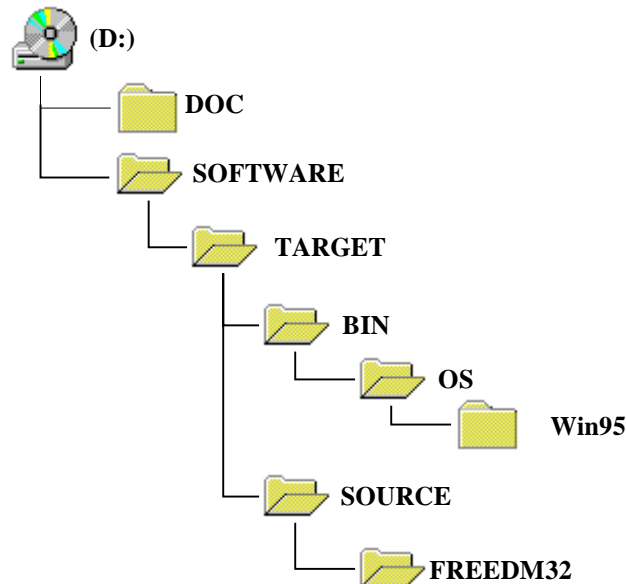 (D:)
DOC
SOFTWARE
TARGET
BIN
OS
Win95
SOURCE
FREEDM32